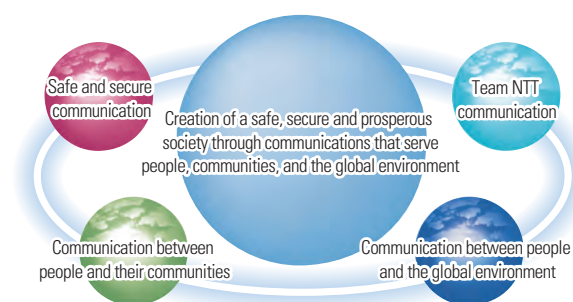 Safe and secure
communication
Team NTT
communication
Creation of a safe, secure and prosperous
society through communications that serve
people, communities, and the global environment
Communication between
people and their communities
Communication between people
and the global environment